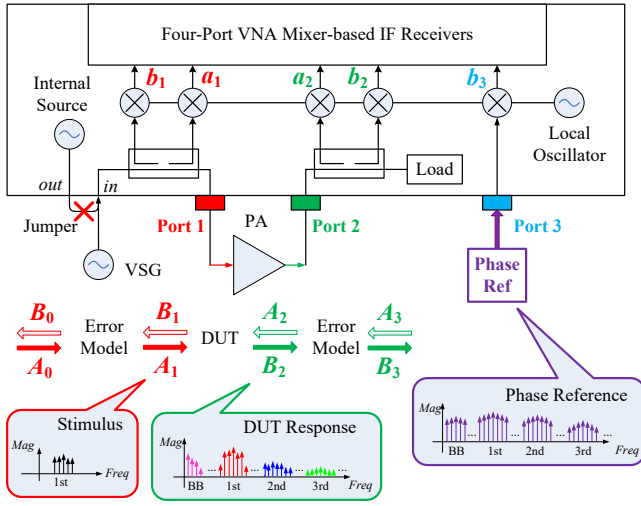 Four-Port VNA Mixer-based IF Receivers
Internal
Source
b1
a1
a2
b2
b3
Local
Oscillator
Load
out
in
Jumper
Port 1
PA
Port 2
Port 3
VSG
Phase
Ref
B0
B1
A2
A3
Error
Model
DUT
Error
Model
A0
A1
B2
B3
Stimulus
Mag
Freq
1st
DUT Response
Mag
...
...
...
...
BB
1st
2nd
3rd
Freq
Phase Reference
Mag
...
...
...
BB
1st
2nd
3rd
Freq